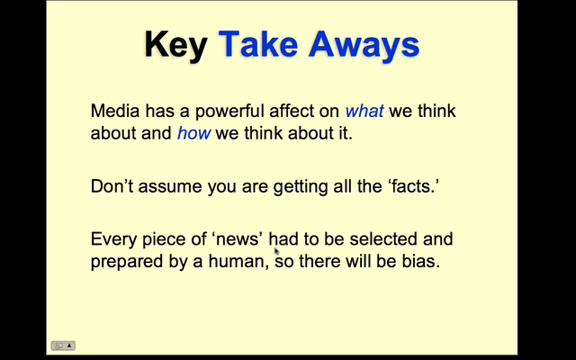 Key Take Aways
Media has a powerful affect on what we think
about and how we think about it.
Don't assume you are getting all the ‘facts.’
Every piece of ‘news’ had to be selected and
prepared by a human, so there will be bias.